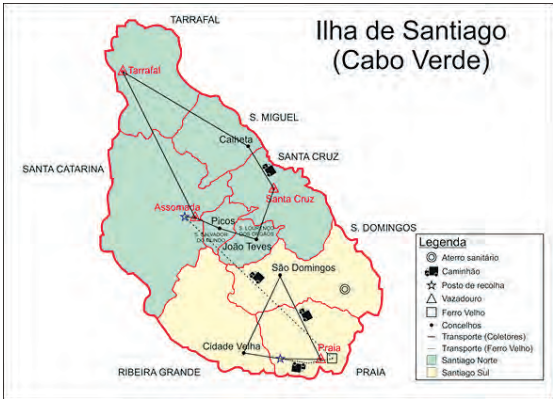 TARRAFAL
Ilha de Santiago
(Cabo Verde)
Tarrafal
S. MIGUEL
Calheta
SANTA CRUZ
SANTA CATARINA
Santa Cruz
Assomada
Picos
S. SALVADOR
DO MUNDO
S. LOURENÇO
DOS ÓRGÃOS
João Teves
S. DOMINGOS
São Domingos
Cidade Velha
Praia
RIBEIRA GRANDE
PRAIA
Legenda
Aterro sanitário
Caminhão
Posto de recolha
Vazadouro
Ferro Velho
Concelhos
Transporte (Coletores)
Transporte (Ferro Velho)
Santiago Norte
Santiago Sul